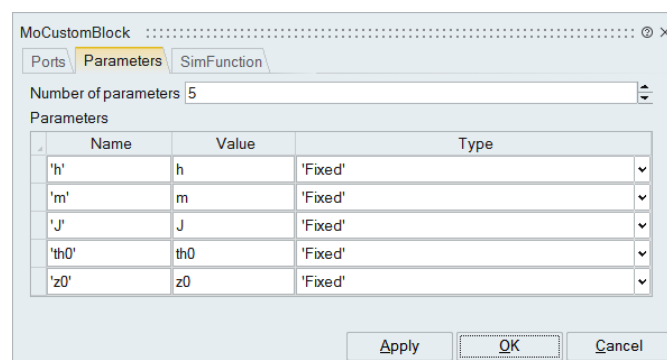 MoCustomBlock
Ports Parameters SimFunction
Number of parameters 5
Parameters
Name Value Type
'h' h 'Fixed'
'm' m 'Fixed'
'J' J 'Fixed'
'th0' th0 'Fixed'
'z0' z0 'Fixed'
Apply OK Cancel